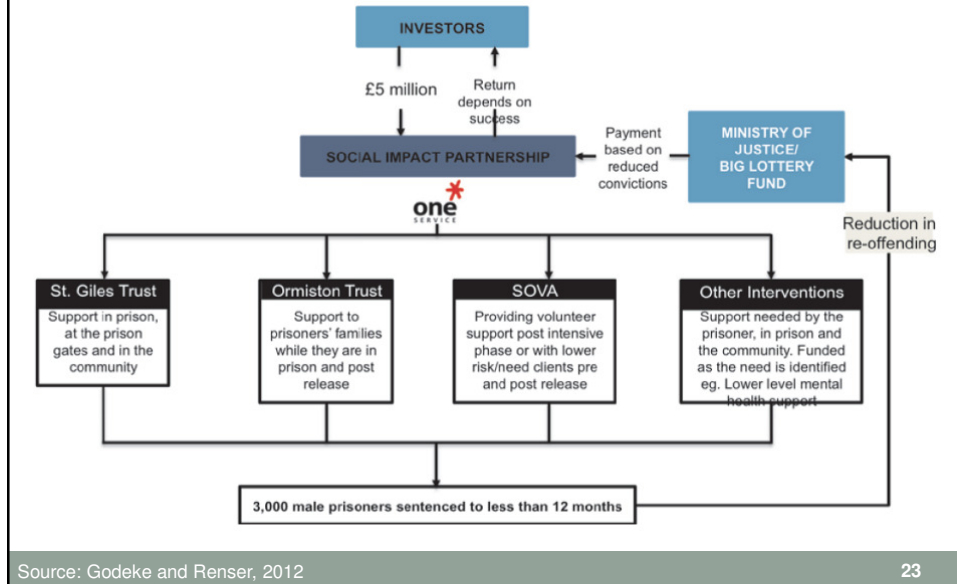 INVESTORS
£5 million
Return
depends on
success
SOCIAL IMPACT PARTNERSHIP
Payment
based on
reduced
convictions
MINISTRY OF
JUSTICE/
BIG LOTTERY
FUND
one
SERVICE
Reduction in
re-offending
St. Giles Trust
Support in prison,
at the prison
gates and in the
community
Ormiston Trust
Support to
prisoners' families
while they are in
prison and post
release
SOVA
Providing volunteer
support post intensive
phase or with lower
risk/need clients pre
and post release
Other Interventions
Support needed by the
prisoner, in prison and
the community. Funded
as the need is identified
eg. Lower level mental
health support
3,000 male prisoners sentenced to less than 12 months
Source: Godeke and Renser, 2012
23